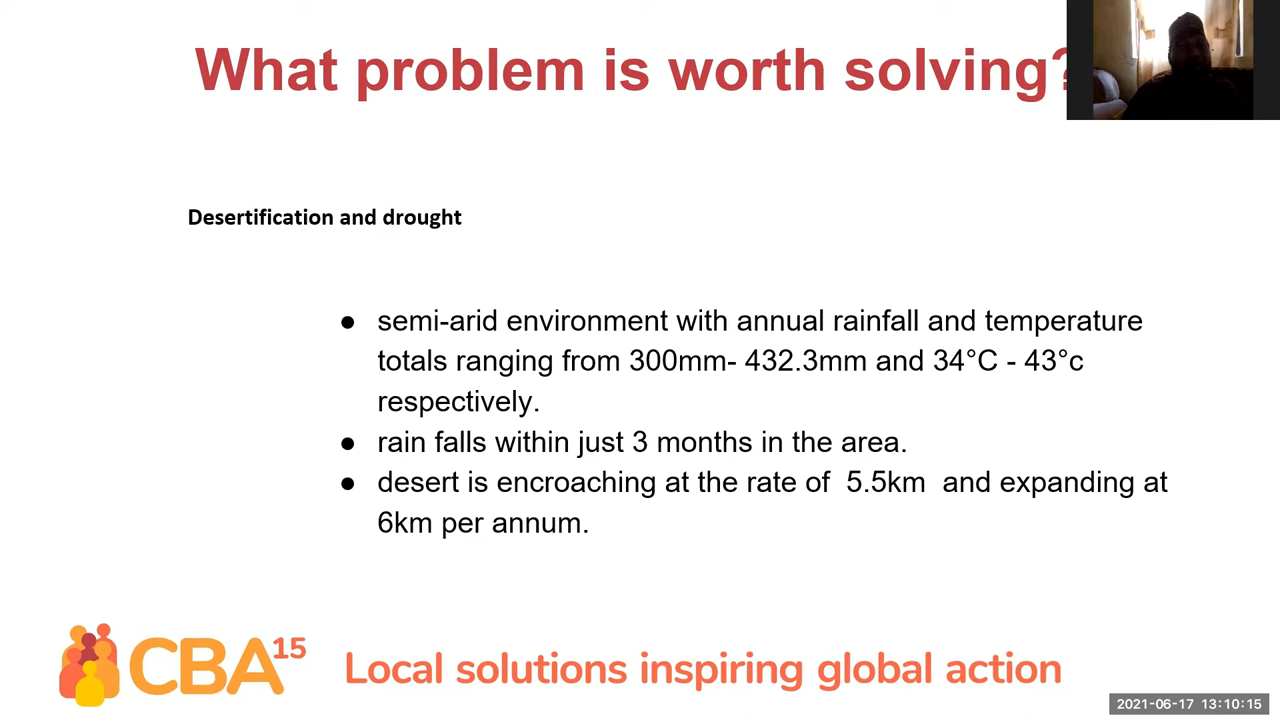 What problem is worth solving?
Desertification and drought
● semi-arid environment with annual rainfall and temperature
totals ranging from 300mm- 432.3mm and 34°C - 43°c
respectively.
● rain falls within just 3 months in the area.
● desert is encroaching at the rate of  5.5km  and expanding at
6km per annum.
CBA15
Local solutions inspiring global action
2021-06-17 13:10:15